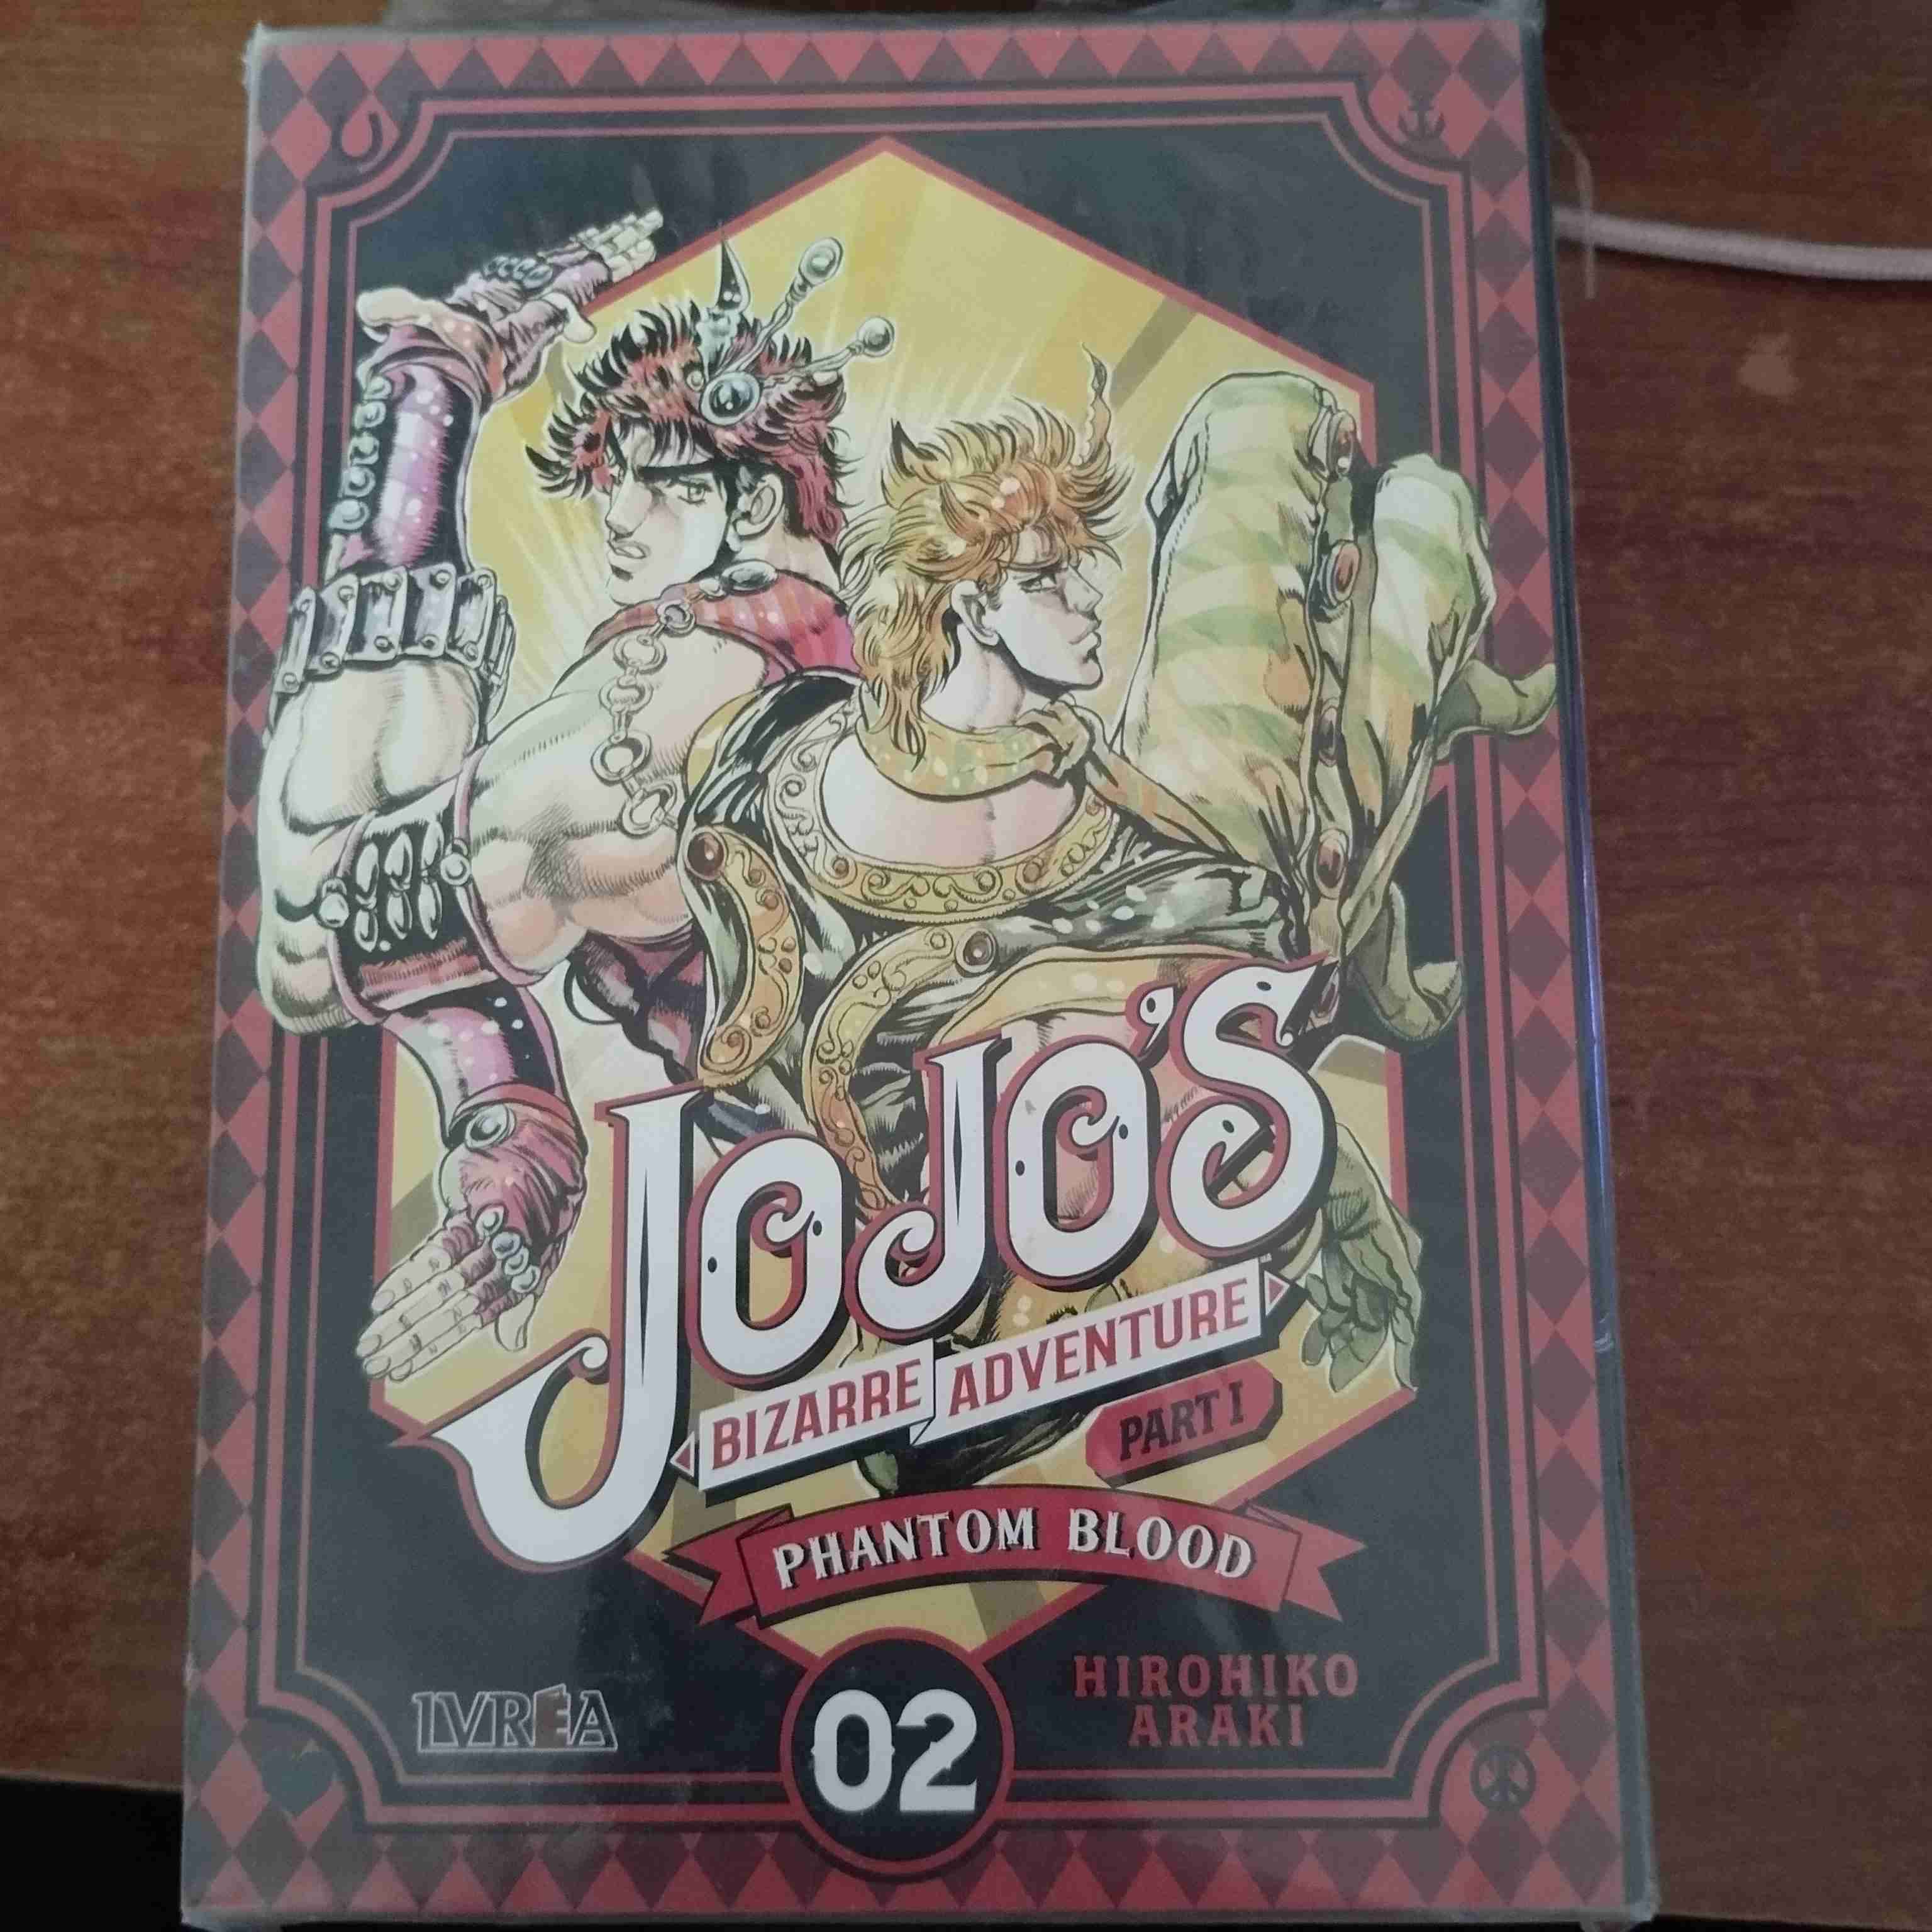 JOJO'S
BIZARRE ADVENTURE
PART I
PHANTOM BLOOD
HIROHIKO
ARAKI
IVREA
02